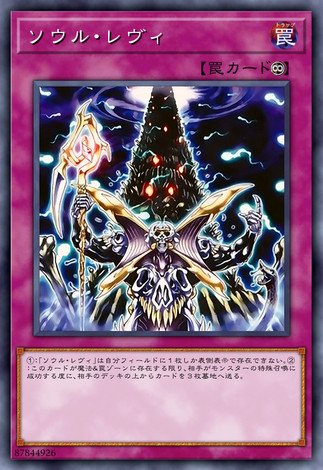 ソウル・レヴィ
罠
トラップ
【罠カード∞】
①:「ソウル・レヴィ」は自分フィールドに1枚しか表側表示で存在できない。②
:このカードが魔法&罠ゾーンに存在する限り、相手がモンスターの特殊召喚に
成功する度に、相手のデッキの上からカードを3枚墓地へ送る。
87844926